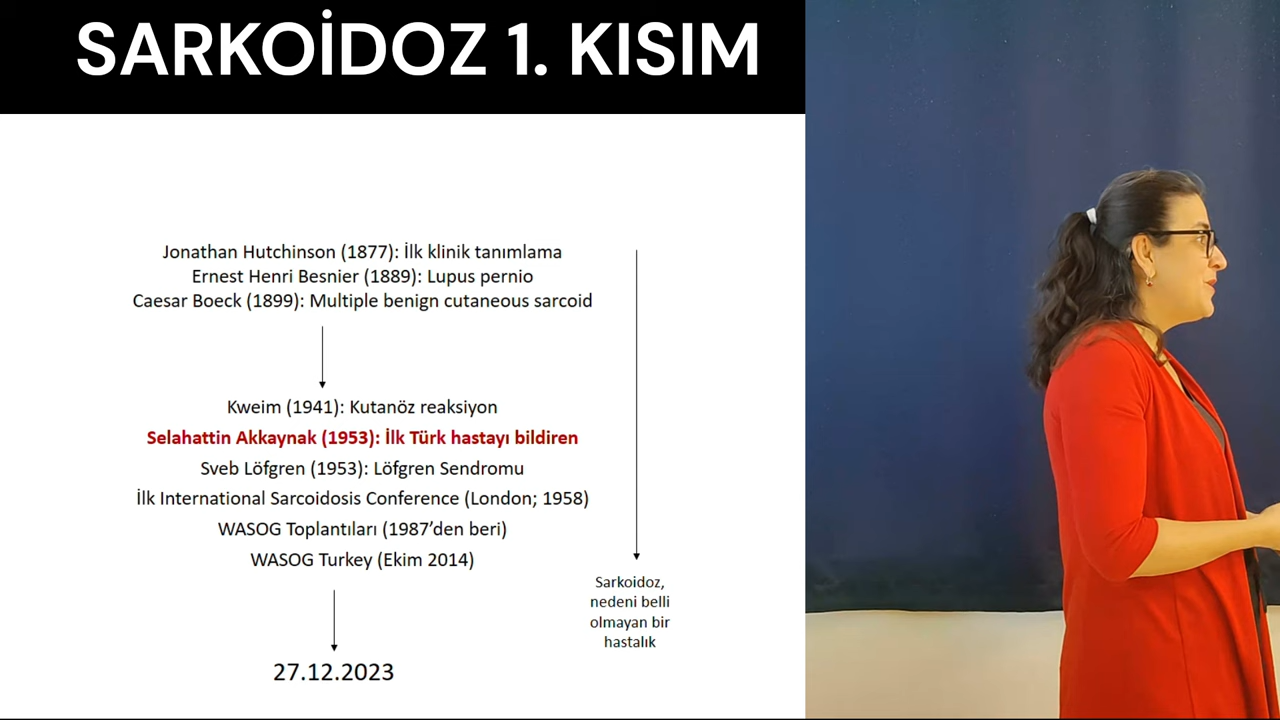 SARKOİDOZ 1. KISIM
Jonathan Hutchinson (1877): İlk klinik tanımlama
Ernest Henri Besnier (1889): Lupus pernio
Caesar Boeck (1899): Multiple benign cutaneous sarcoid
Kweim (1941): Kutanöz reaksiyon
Selahattin Akkaynak (1953): İlk Türk hastayı bildiren
Sveb Löfgren (1953): Löfgren Sendromu
İlk International Sarcoidosis Conference (London; 1958)
WASOG Toplantıları (1987’den beri)
WASOG Turkey (Ekim 2014)
27.12.2023
Sarkoidoz,
nedeni belli
olmayan bir
hastalık